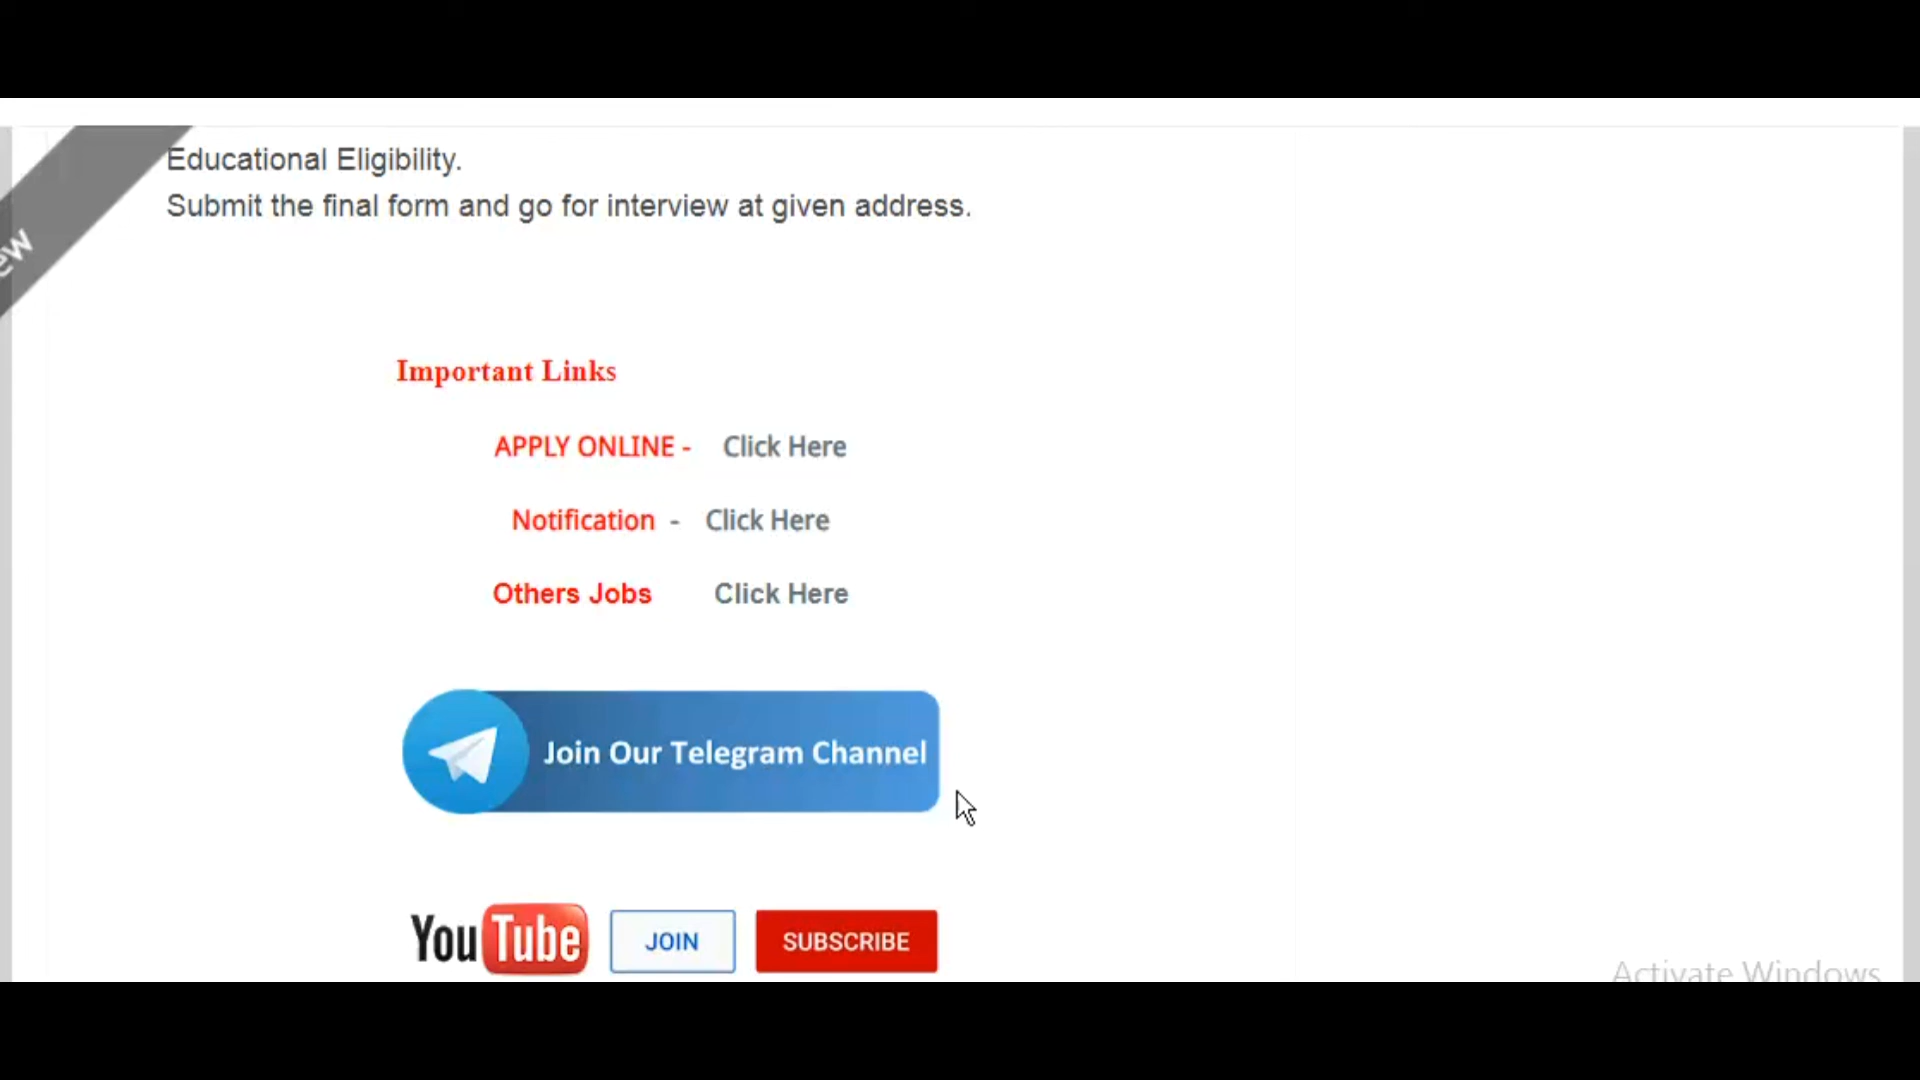 Educational Eligibility.
Submit the final form and go for interview at given address.
Important Links
APPLY ONLINE - Click Here
Notification - Click Here
Others Jobs Click Here
Join Our Telegram Channel
YouTube JOIN SUBSCRIBE
Activate Windows